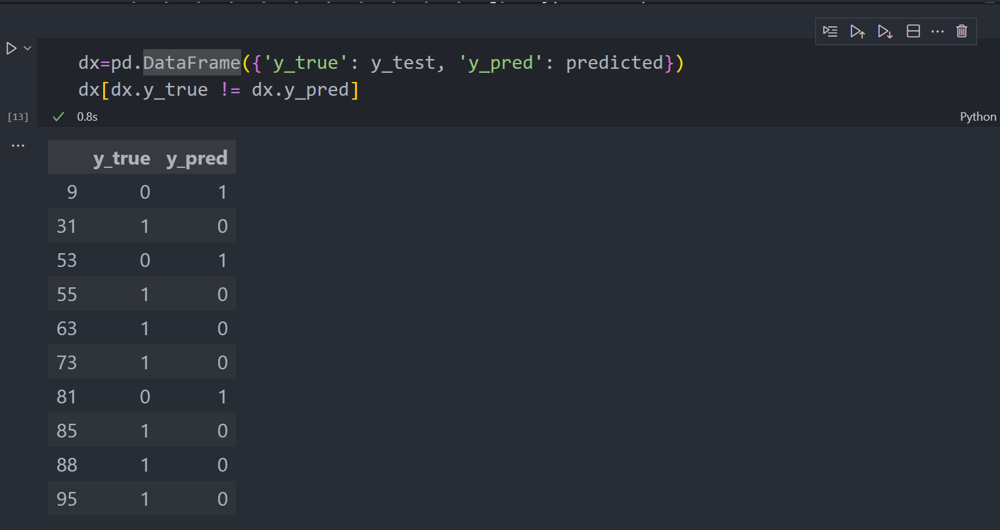 dx=pd.DataFrame({'y_true': y_test, 'y_pred': predicted})
dx[dx.y_true != dx.y_pred]
[13]
0.8s
Python
y_true y_pred
9 0 1
31 1 0
53 0 1
55 1 0
63 1 0
73 1 0
81 0 1
85 1 0
88 1 0
95 1 0